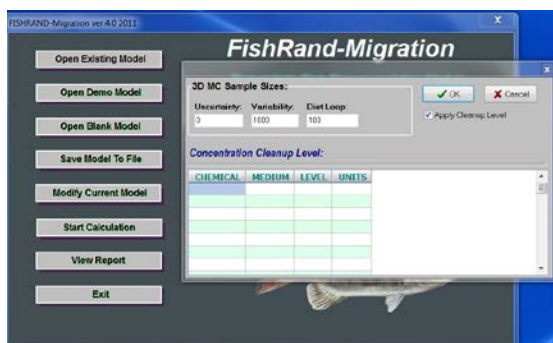 FISHRAND-Migration ver 4.0 2011
FishRand-Migration
Open Existing Model
Open Demo Model
Open Blank Model
Save Model To File
Modify Current Model
Start Calculation
View Report
Exit
3D MC Sample Sizes:
Uncertainty: Variability: Diet Loop:
0 1000 100
OK Cancel
Apply Cleanup Level
Concentration Cleanup Level:
CHEMICAL MEDIUM LEVEL UNITS